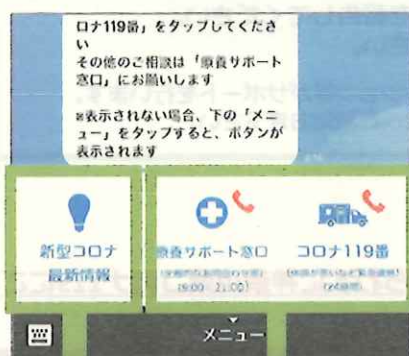 ロナ119番」をタップしてくださ
い
その他のご相談は「療養サポート
窓口」にお願いします
※表示されない場合、下の「メニ
ュー」をタップすると、ボタンが
表示されます
新型コロナ
最新情報
療養サポート窓口
(9:00 21:00)
コロナ119番
(24時間)
メニュー